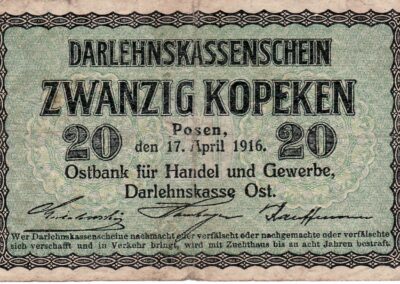 DARLEHNSKASSENSCHEIN
ZWANZIG KOPEKEN
20 Posen, 20
den 17. April 1916.
Ostbank für Handel und Gewerbe,
Darlehnskasse Ost.
Wer Darlehnskassenscheine nachmacht oder verfälscht oder nachgemachte oder verfälschte
sich verschafft und in Verkehr bringt, wird mit Zuchthaus bis zu acht Jahren bestraft.